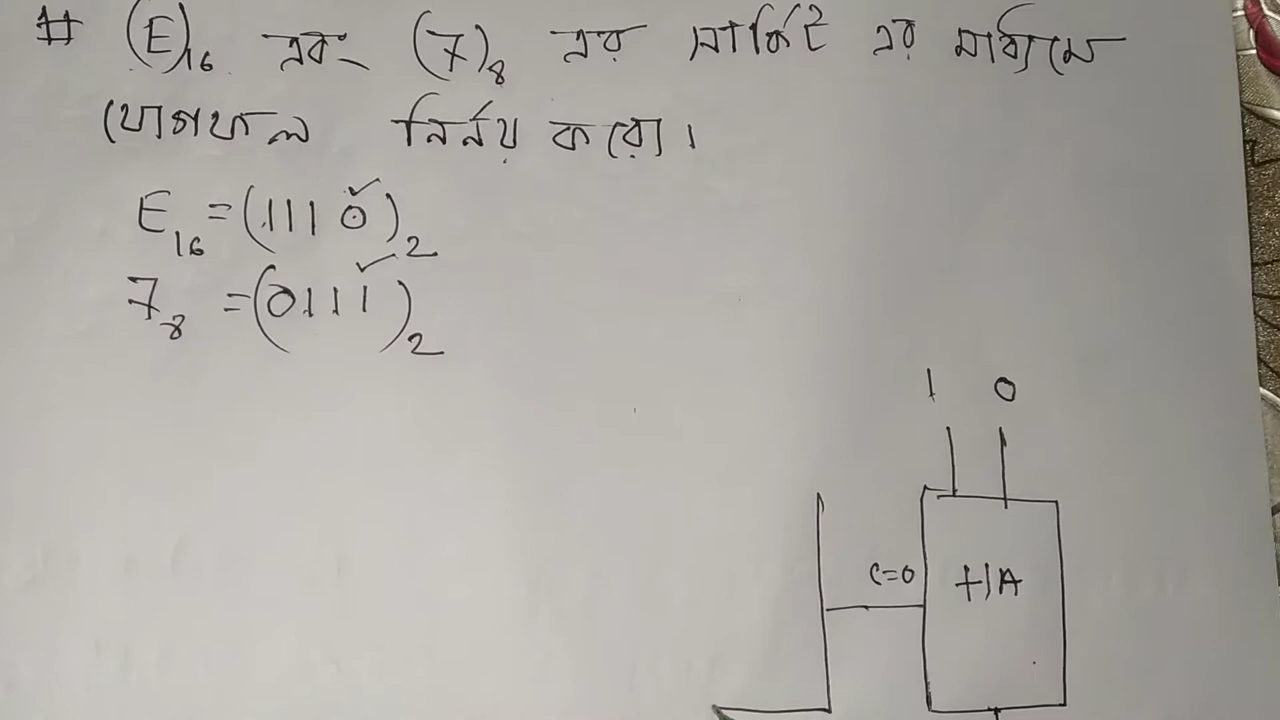 # (E)16 এবং (7)8 এর সার্কিট এর মাধ্যমে
যোগফল নির্নয় করো।
E16 = (1110)2
78 = (0111)2
1 0
C=0 HA